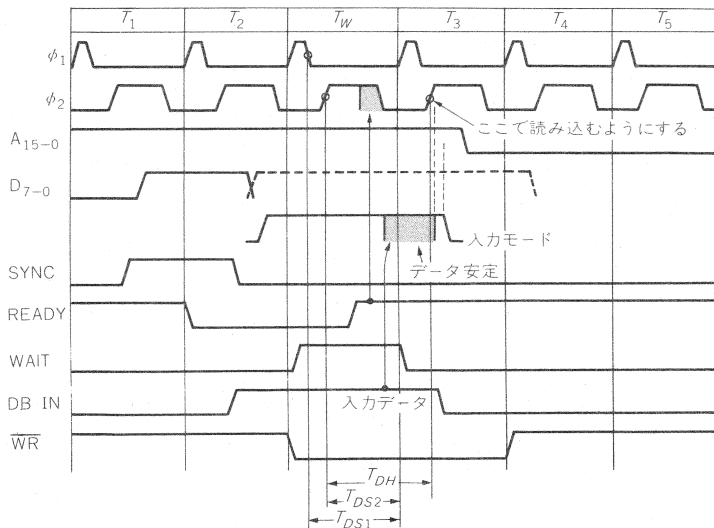 T1 T2 TW T3 T4 T5
φ1
φ2
ここで読み込むようにする
A15-0
D7-0
入力モード
データ安定
SYNC
READY
WAIT
DB IN
入力データ
WR
TDH
TDS2
TDS1